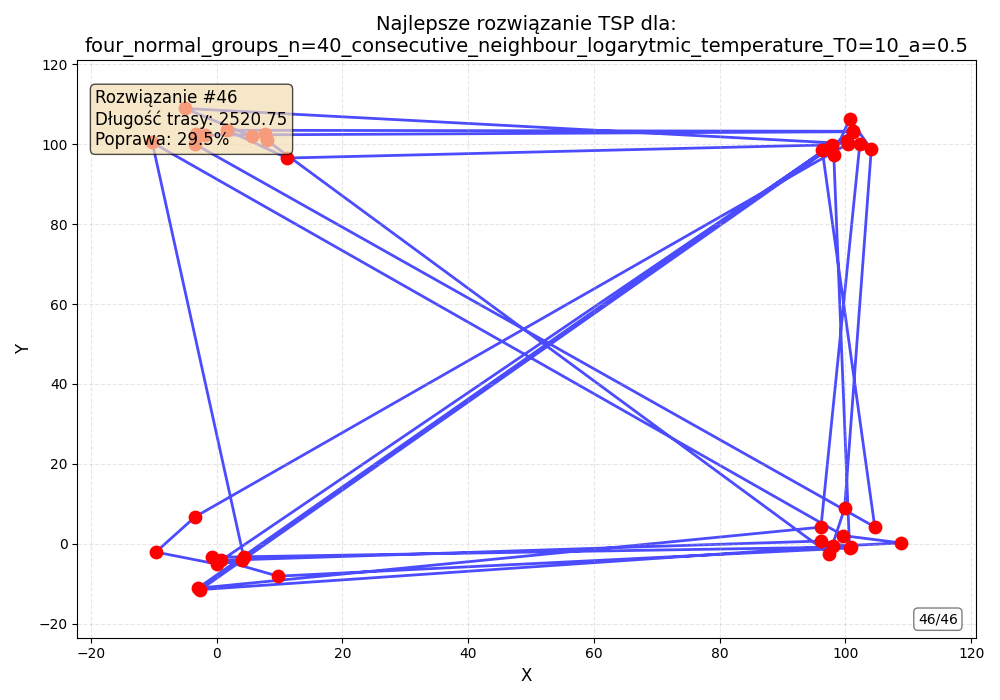 Najlepsze rozwiązanie TSP dla:
four_normal_groups_n=40_consecutive_neighbour_logarytmic_temperature_T0=10_a=0.5
Rozwiązanie #46
Długość trasy: 2520.75
Poprawa: 29.5%
120
100
80
60
40
20
0
−20
Y
−20
0
20
40
60
80
100
120
X
46/46